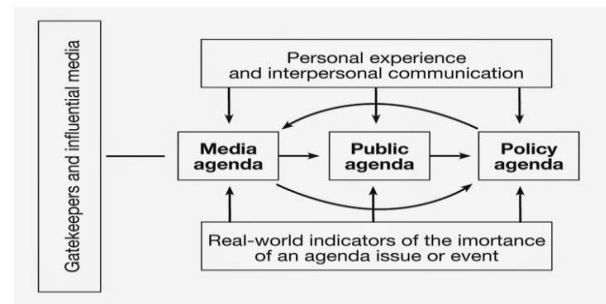 Gatekeepers and influential media
Personal experience
and interpersonal communication
Media
agenda
Public
agenda
Policy
agenda
Real-world indicators of the imortance
of an agenda issue or event